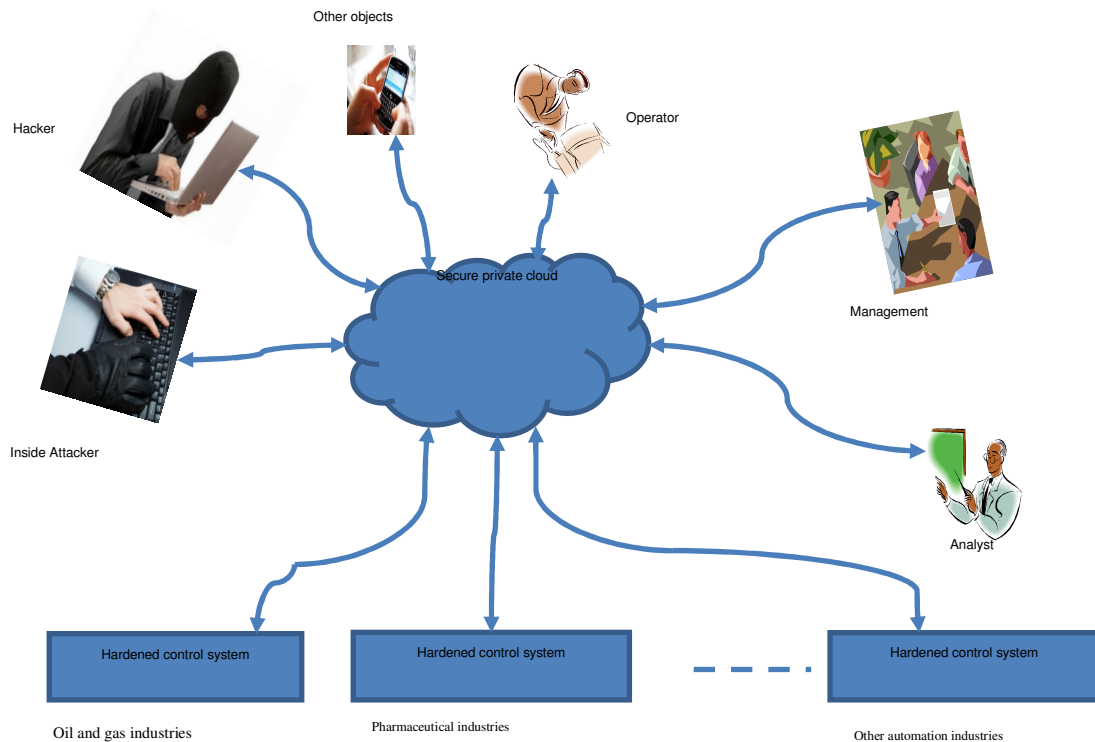 Other objects
Hacker
Operator
Secure private cloud
Management
Inside Attacker
Analyst
Hardened control system
Hardened control system
Hardened control system
Oil and gas industries
Pharmaceutical industries
Other automation industries